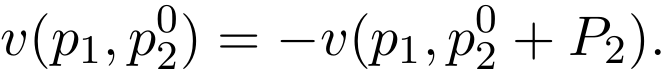 v(p_1, p_2^0) = −v(p_1, p_2^0 + P_2).